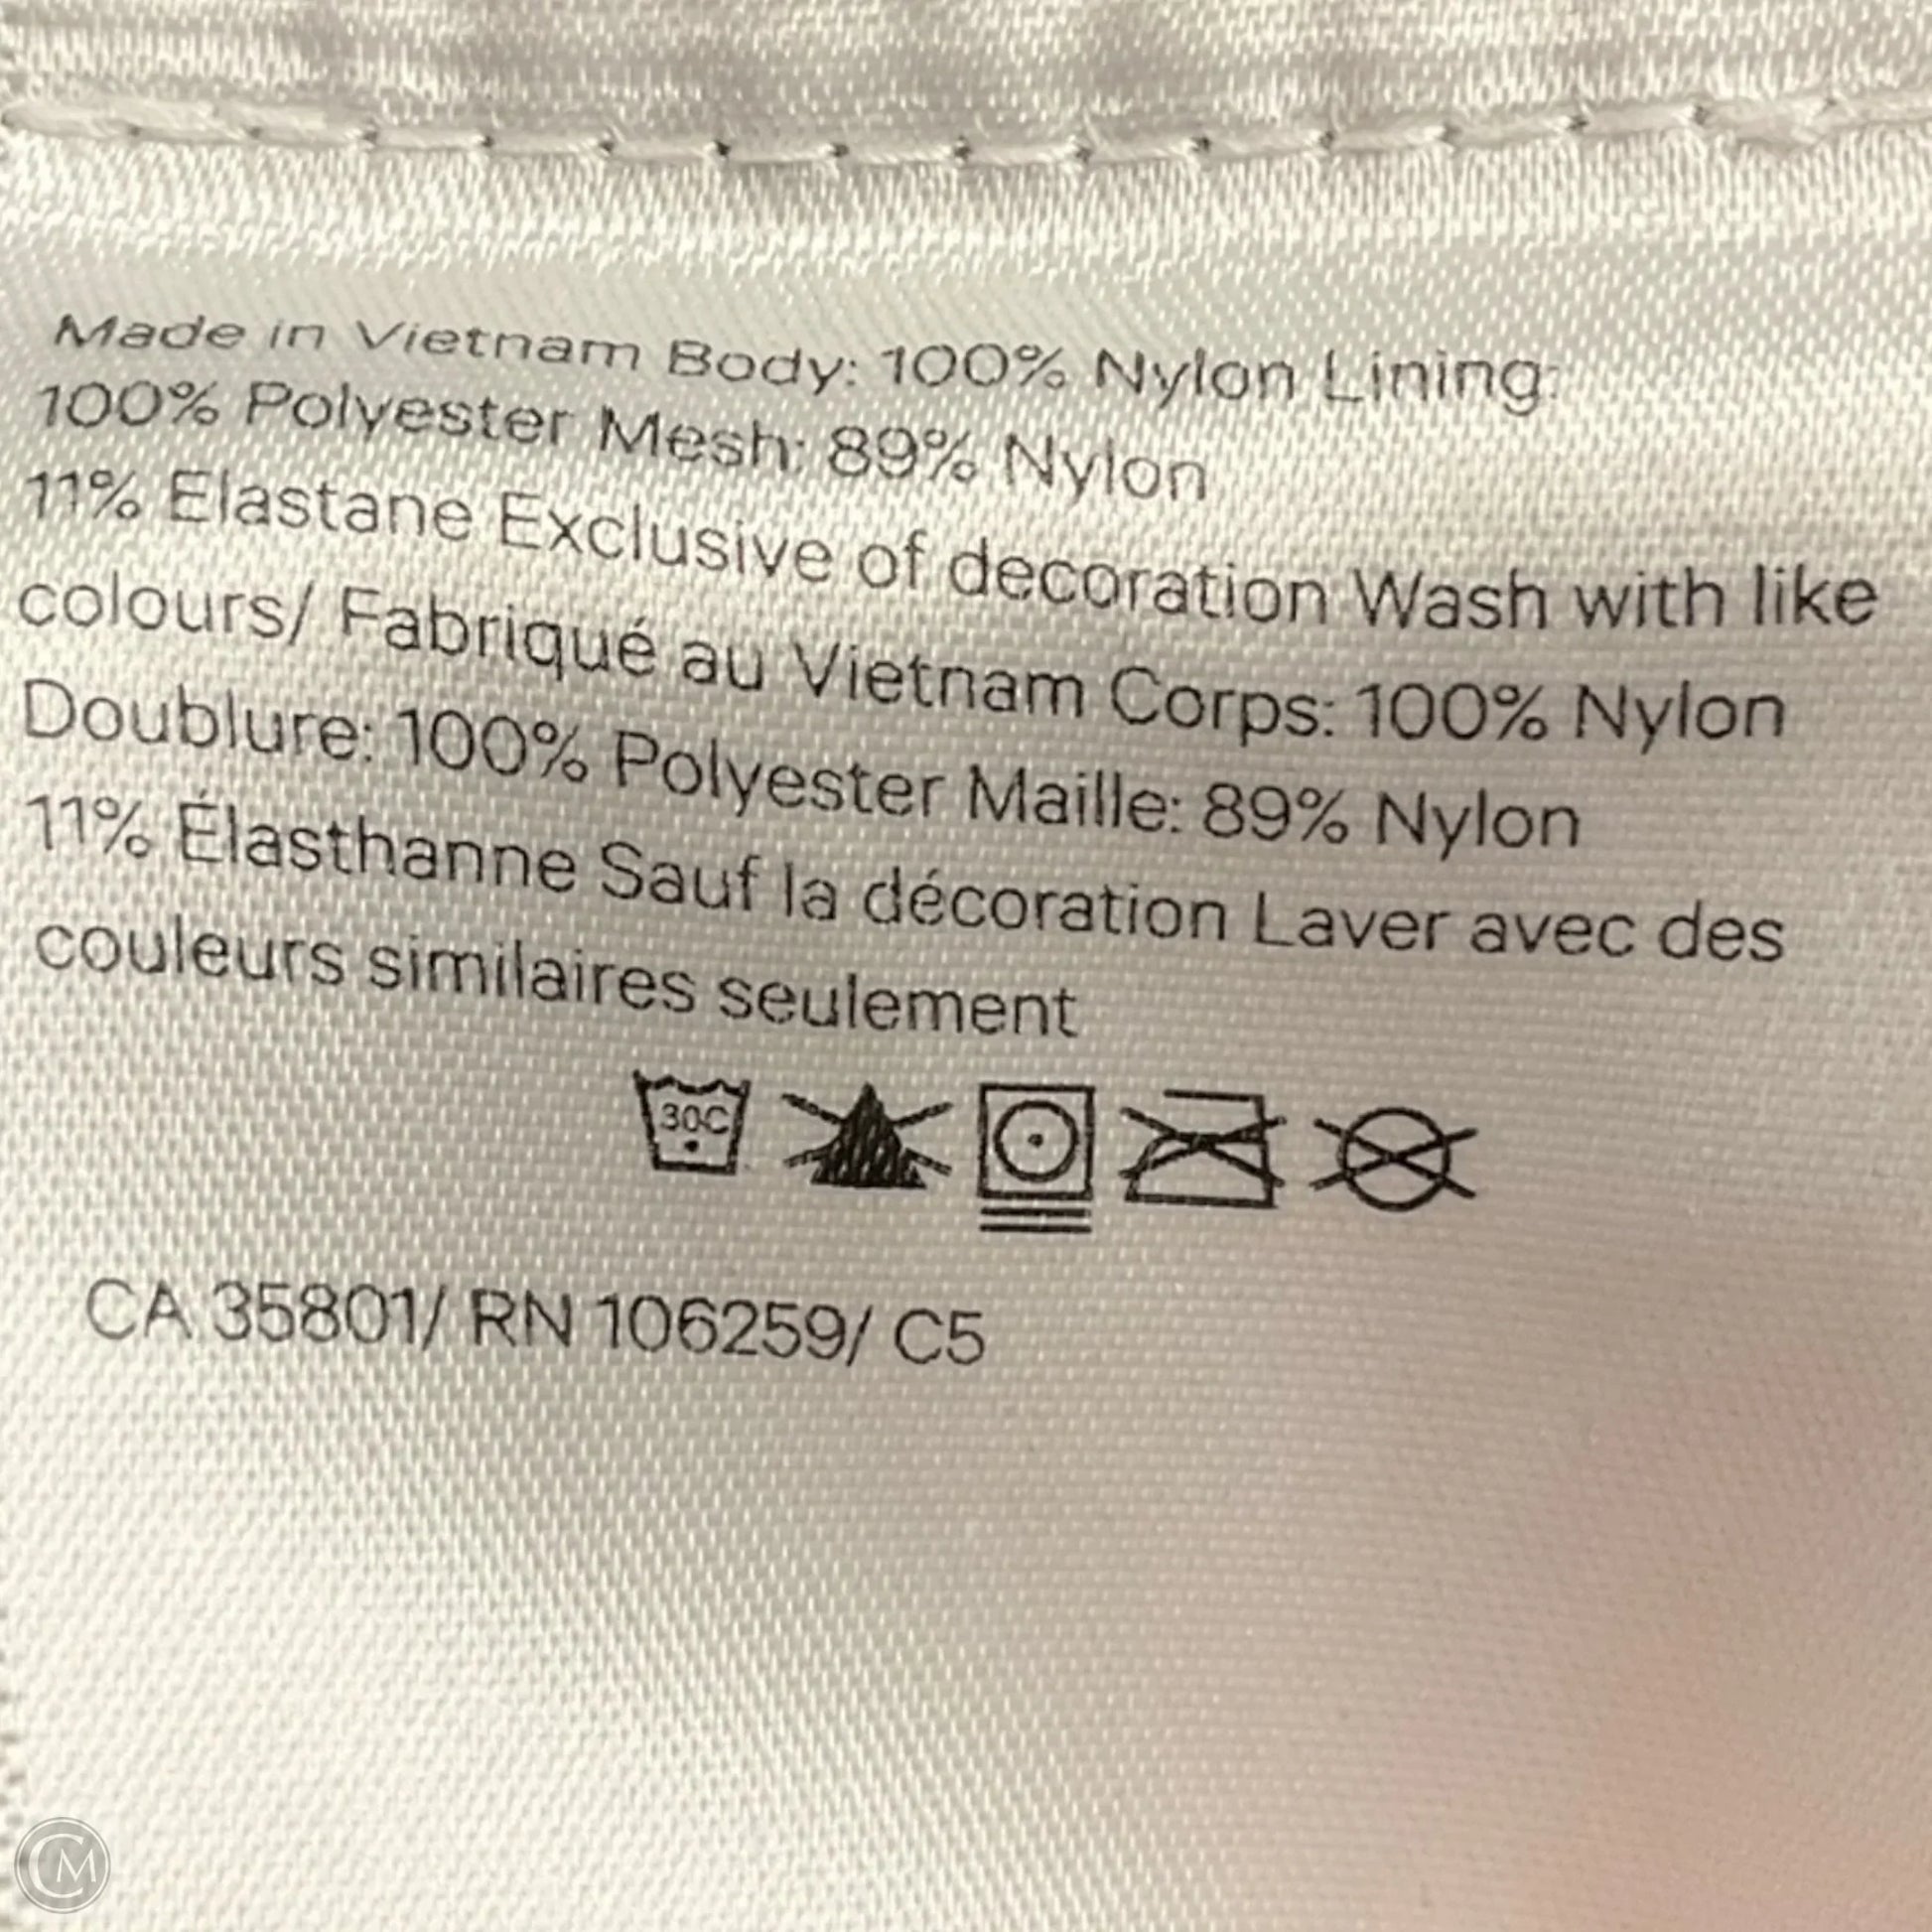 Made in Vietnam Body: 100% Nylon Lining:
100% Polyester Mesh: 89% Nylon
11% Elastane Exclusive of decoration Wash with like
colours/ Fabriqué au Vietnam Corps: 100% Nylon
Doublure: 100% Polyester Maille: 89% Nylon
11% Élasthanne Sauf la décoration Laver avec des
couleurs similaires seulement
30C
CA 35801/ RN 106259/ C5
CM